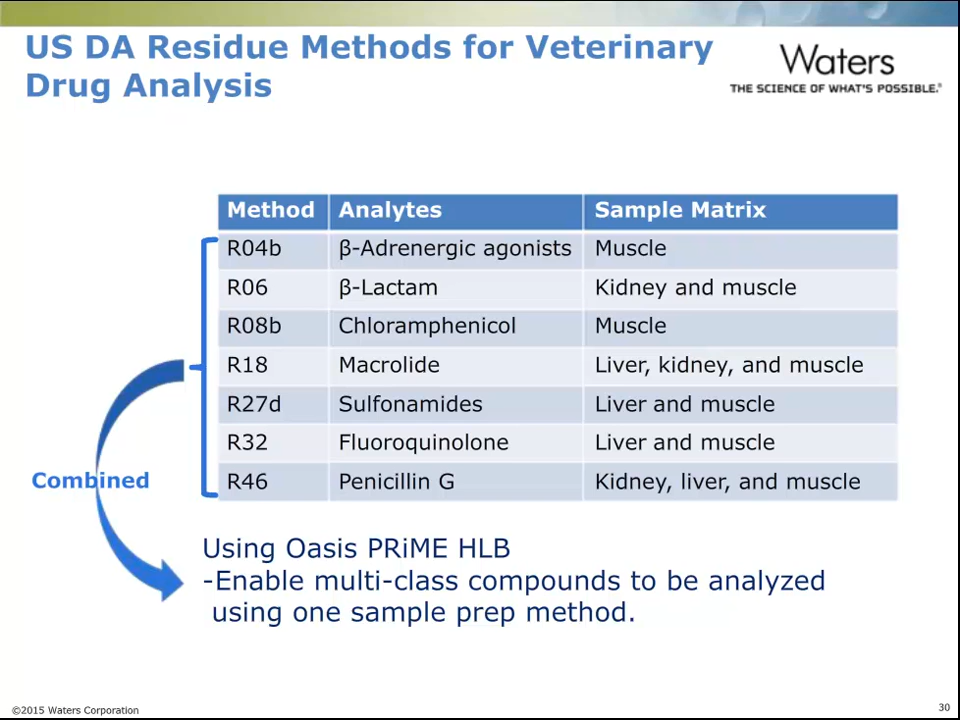 US DA Residue Methods for Veterinary
Drug Analysis
Waters
THE SCIENCE OF WHAT'S POSSIBLE.®
Method Analytes Sample Matrix
R04b β-Adrenergic agonists Muscle
R06 β-Lactam Kidney and muscle
R08b Chloramphenicol Muscle
R18 Macrolide Liver, kidney, and muscle
R27d Sulfonamides Liver and muscle
R32 Fluoroquinolone Liver and muscle
R46 Penicillin G Kidney, liver, and muscle
Combined
Using Oasis PRiME HLB
-Enable multi-class compounds to be analyzed
using one sample prep method.
©2015 Waters Corporation
30